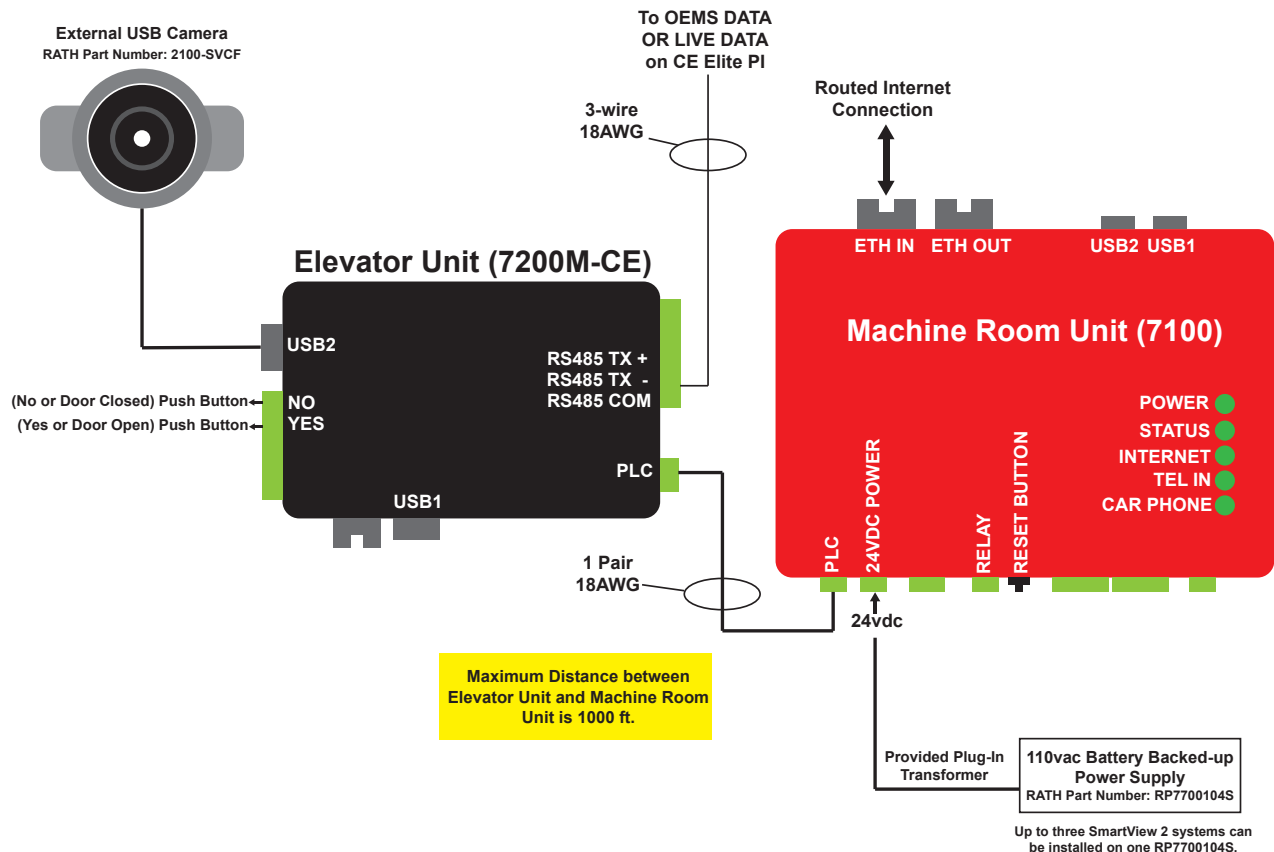 External USB Camera
RATH Part Number: 2100-SVCF
To OEMS DATA
OR LIVE DATA
on CE Elite PI
3-wire
18AWG
Routed Internet
Connection
Elevator Unit (7200M-CE)
USB2
NO
YES
(No or Door Closed) Push Button
(Yes or Door Open) Push Button
RS485 TX +
RS485 TX -
RS485 COM
PLC
USB1
ETH IN
ETH OUT
USB2
USB1
Machine Room Unit (7100)
POWER
STATUS
INTERNET
TEL IN
CAR PHONE
PLC
24VDC POWER
RELAY
RESET BUTTON
1 Pair
18AWG
24vdc
Maximum Distance between
Elevator Unit and Machine Room
Unit is 1000 ft.
Provided Plug-In
Transformer
110vac Battery Backed-up
Power Supply
RATH Part Number: RP7700104S
Up to three SmartView 2 systems can
be installed on one RP7700104S.